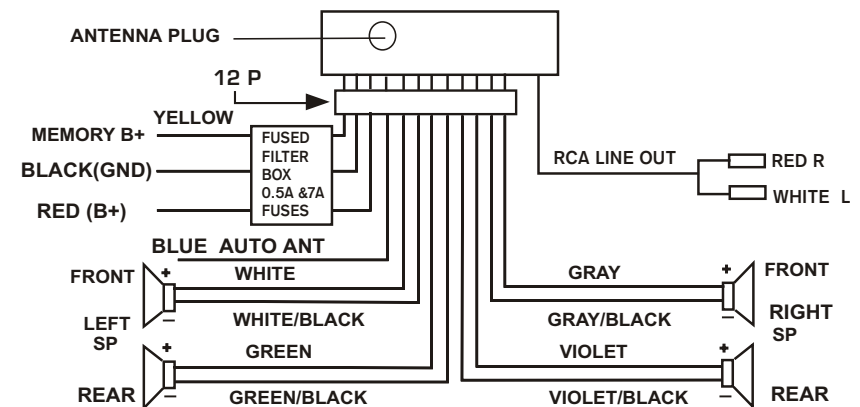 ANTENNA PLUG
12 P
YELLOW
MEMORY B+
BLACK(GND)
RED (B+)
FUSED
FILTER
BOX
0.5A &7A
FUSES
RCA LINE OUT
RED R
WHITE L
BLUE AUTO ANT
FRONT
+
WHITE
GRAY
+
FRONT
LEFT
SP
–
WHITE/BLACK
GRAY/BLACK
–
RIGHT
SP
+
GREEN
VIOLET
+
REAR
–
GREEN/BLACK
VIOLET/BLACK
–
REAR